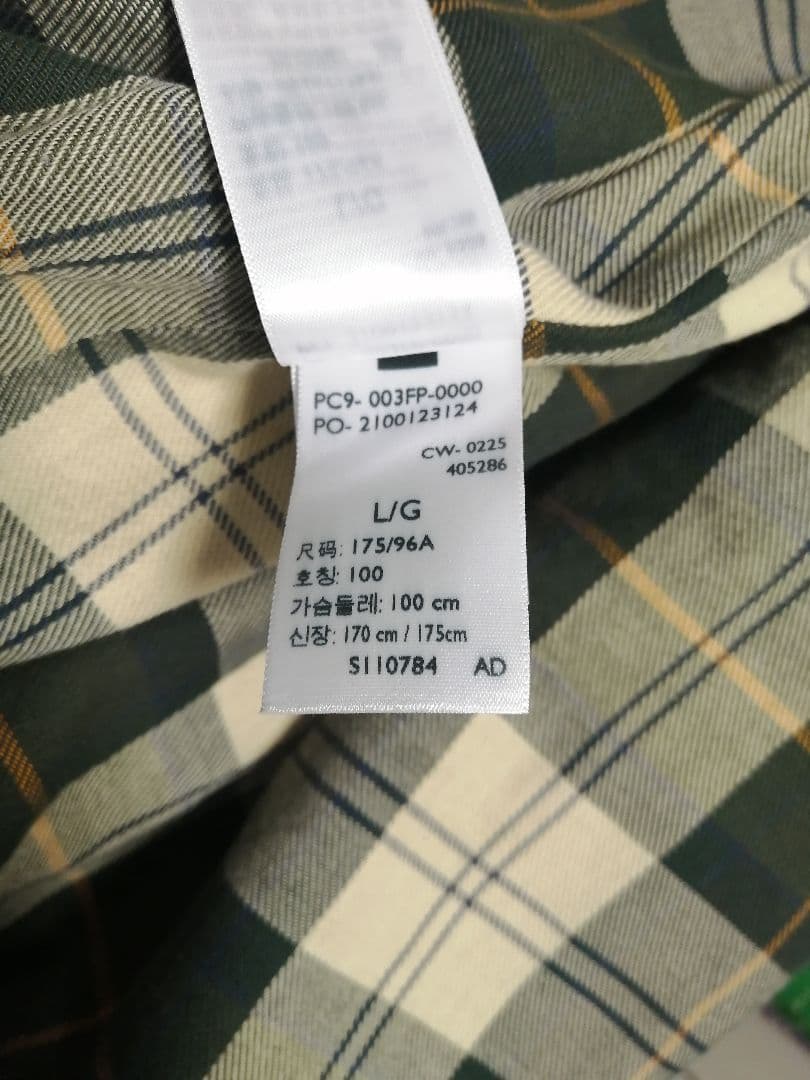 PC9- 003FP-0000
PO- 2100123124
CW- 0225
405286
L/G
尺码: 175/96A
호칭: 100
가슴둘레: 100 cm
신장: 170 cm / 175cm
S110784 AD